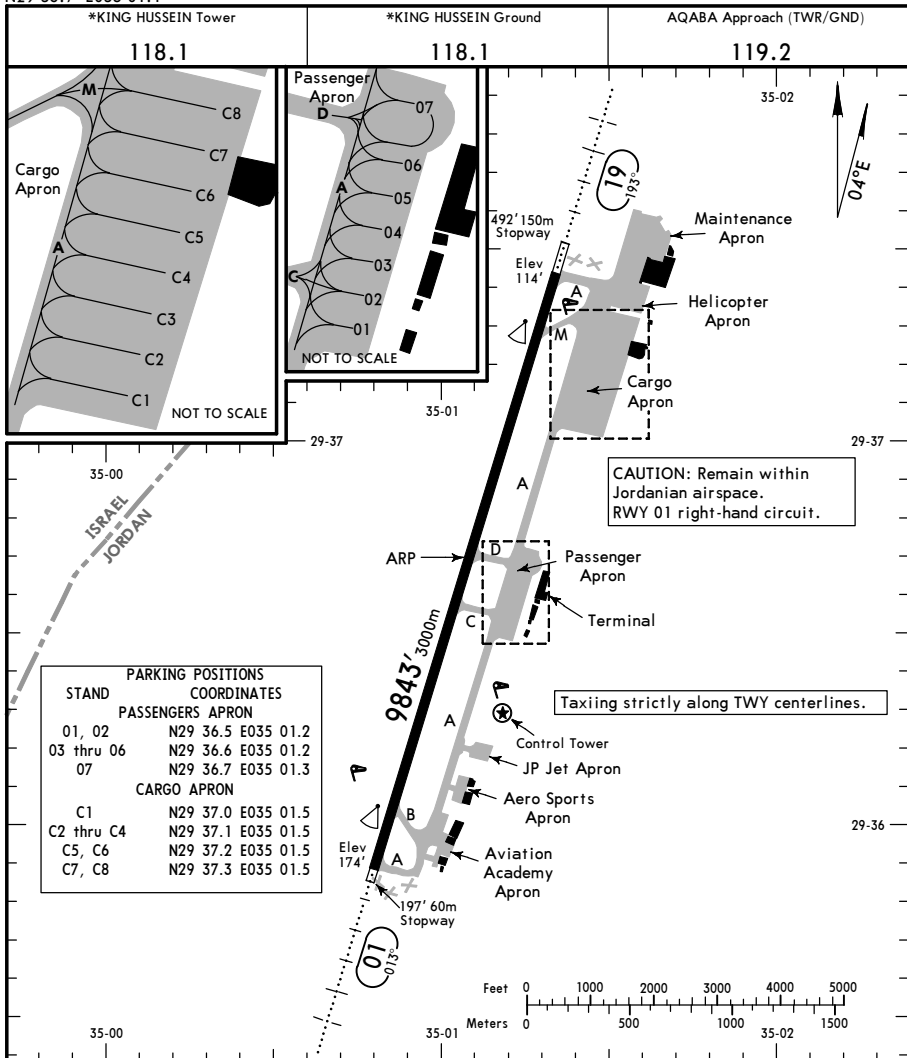 *KING HUSSEIN Tower
118.1
*KING HUSSEIN Ground
118.1
AQABA Approach (TWR/GND)
119.2
M
C8
C7
Cargo
Apron
C6
C5
A
C4
C3
C2
C1
NOT TO SCALE
Passenger
Apron
D
07
06
A
05
04
03
C
02
01
NOT TO SCALE
35-02
04°E
19
193°
492' 150m
Stopway
Maintenance
Apron
Elev
114'
A
Helicopter
Apron
M
Cargo
Apron
35-01
29-37
29-37
35-00
ISRAEL
JORDAN
A
CAUTION: Remain within
Jordanian airspace.
RWY 01 right-hand circuit.
ARP
D
Passenger
Apron
C
Terminal
9843' 3000m
PARKING POSITIONS
STAND COORDINATES
PASSENGERS APRON
01, 02 N29 36.5 E035 01.2
03 thru 06 N29 36.6 E035 01.2
07 N29 36.7 E035 01.3
CARGO APRON
C1 N29 37.0 E035 01.5
C2 thru C4 N29 37.1 E035 01.5
C5, C6 N29 37.2 E035 01.5
C7, C8 N29 37.3 E035 01.5
Taxiing strictly along TWY centerlines.
A
Control Tower
JP Jet Apron
Aero Sports
Apron
B
29-36
Elev
174'
A
Aviation
Academy
Apron
197' 60m
Stopway
01
013°
Feet 0 1000 2000 3000 4000 5000
Meters 0 500 1000 1500
35-00
35-01
35-02